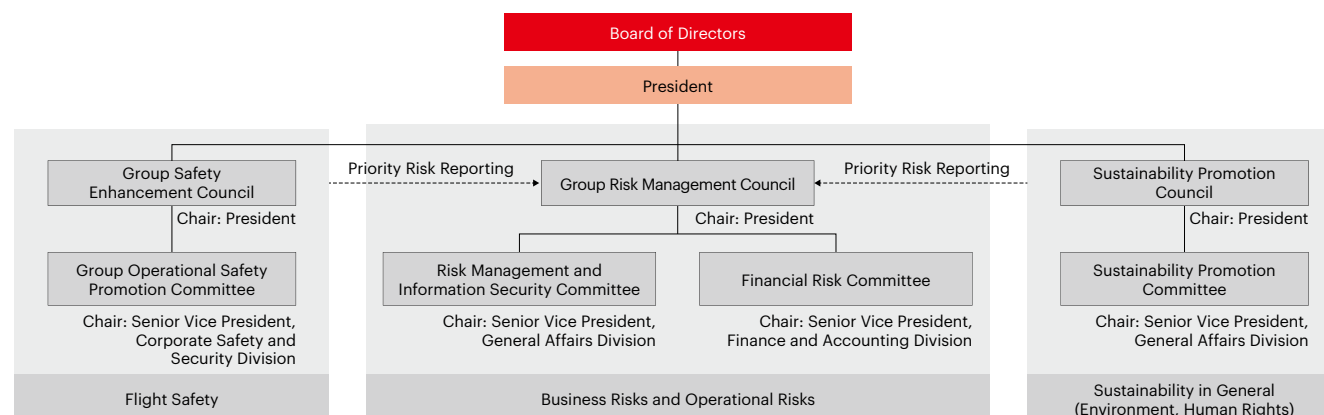 Board of Directors
President
Group Safety
Enhancement Council
Chair: President
Priority Risk Reporting
Group Risk Management Council
Chair: President
Priority Risk Reporting
Sustainability Promotion
Council
Chair: President
Group Operational Safety
Promotion Committee
Chair: Senior Vice President,
Corporate Safety and
Security Division
Risk Management and
Information Security Committee
Chair: Senior Vice President,
General Affairs Division
Financial Risk Committee
Chair: Senior Vice President,
Finance and Accounting Division
Sustainability Promotion
Committee
Chair: Senior Vice President,
General Affairs Division
Flight Safety
Business Risks and Operational Risks
Sustainability in General
(Environment, Human Rights)